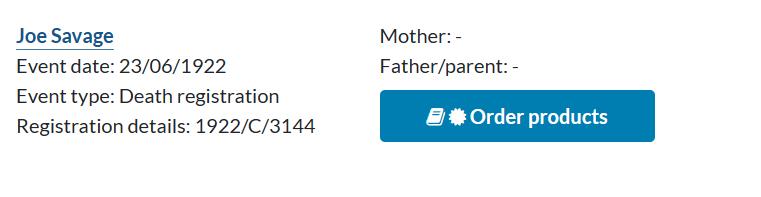 Joe Savage
Event date: 23/06/1922
Event type: Death registration
Registration details: 1922/C/3144
Mother: -
Father/parent: -
Order products